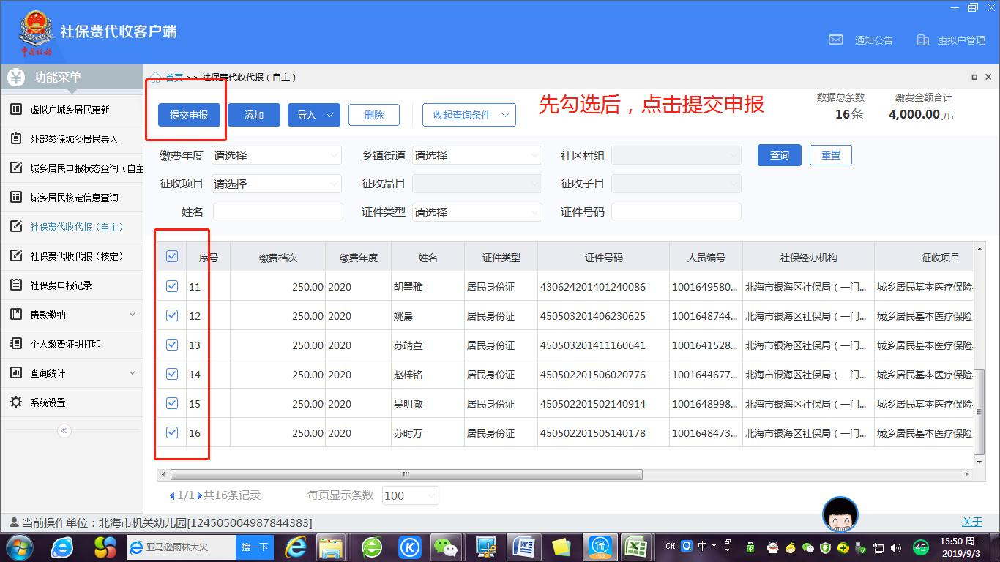 社保费代收客户端
通知公告
虚拟户管理
功能菜单
首页 >> 社保费代收代报（自主）
提交申报
添加
导入
删除
收起查询条件
先勾选后，点击提交申报
数据总条数
16条
缴费金额合计
4,000.00元
虚拟户城乡居民更新
外部参保城乡居民导入
城乡居民申报状态查询（自主
城乡居民核定信息查询
社保费代收代报（自主）
社保费代收代报（核定）
社保费申报记录
费款缴纳
个人缴费证明打印
查询统计
系统设置
缴费年度 请选择 乡镇街道 请选择 社区村组 查询 重置
征收项目 请选择 征收品目 征收子目
姓名 证件类型 请选择 证件号码
序号 缴费档次 缴费年度 姓名 证件类型 证件号码 人员编号 社保经办机构 征收项目
11 250.00 2020 胡墨雅 居民身份证 430624201401240086 1001649580... 北海市银海区社保局（一门... 城乡居民基本医疗保险
12 250.00 2020 姚晨 居民身份证 450503201406230625 1001648744... 北海市银海区社保局（一门... 城乡居民基本医疗保险
13 250.00 2020 苏靖萱 居民身份证 450503201411160641 1001641528... 北海市银海区社保局（一门... 城乡居民基本医疗保险
14 250.00 2020 赵梓铭 居民身份证 450502201506020776 1001644677... 北海市银海区社保局（一门... 城乡居民基本医疗保险
15 250.00 2020 吴明澈 居民身份证 450502201502140914 1001648998... 北海市银海区社保局（一门... 城乡居民基本医疗保险
16 250.00 2020 苏时万 居民身份证 450502201505140178 1001648473... 北海市银海区社保局（一门... 城乡居民基本医疗保险
1/1 共16条记录 每页显示条数 100
当前操作单位：北海市机关幼儿园[124505004987844383]
关于
亚马逊雨林大火
搜一下
CH
中
45
15:50 周二
2019/9/3